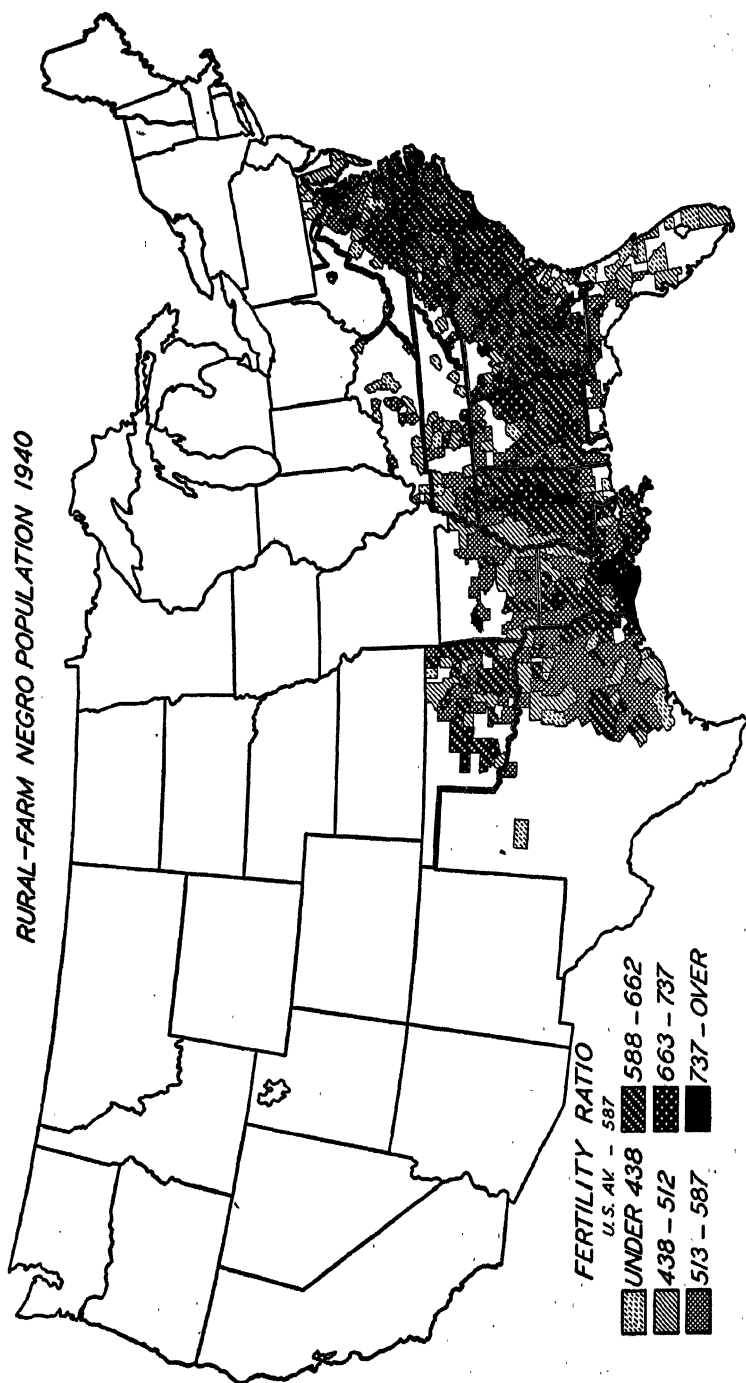 RURAL-FARM NEGRO POPULATION 1940
FERTILITY RATIO
U.S. AV. - 587
UNDER 438
438 - 512
513 - 587
588 - 662
663 - 737
737 - OVER